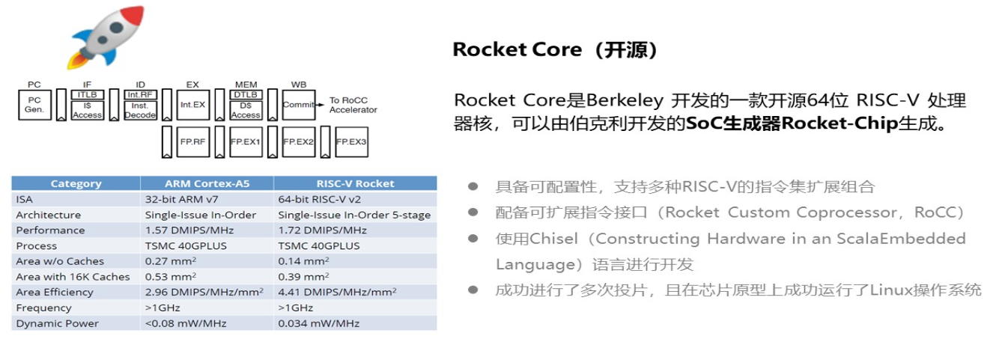 Rocket Core（开源）
PC IF ID EX MEM WB
PC Gen.
ITLB
I$ Access
Int.RF
Inst. Decode
Int.EX
DTLB
D$ Access
Commit
To RoCC Accelerator
FP.RF FP.EX1 FP.EX2 FP.EX3
Rocket Core是Berkeley 开发的一款开源64位 RISC-V 处理
器核，可以由伯克利开发的SoC生成器Rocket-Chip生成。
Category ARM Cortex-A5 RISC-V Rocket
ISA 32-bit ARM v7 64-bit RISC-V v2
Architecture Single-Issue In-Order Single-Issue In-Order 5-stage
Performance 1.57 DMIPS/MHz 1.72 DMIPS/MHz
Process TSMC 40GPLUS TSMC 40GPLUS
Area w/o Caches 0.27 mm² 0.14 mm²
Area with 16K Caches 0.53 mm² 0.39 mm²
Area Efficiency 2.96 DMIPS/MHz/mm² 4.41 DMIPS/MHz/mm²
Frequency >1GHz >1GHz
Dynamic Power <0.08 mW/MHz 0.034 mW/MHz
● 具备可配置性，支持多种RISC-V的指令集扩展组合
● 配备可扩展指令接口（Rocket Custom Coprocessor，RoCC）
● 使用Chisel（Constructing Hardware in an ScalaEmbedded
Language）语言进行开发
● 成功进行了多次投片，且在芯片原型上成功运行了Linux操作系统